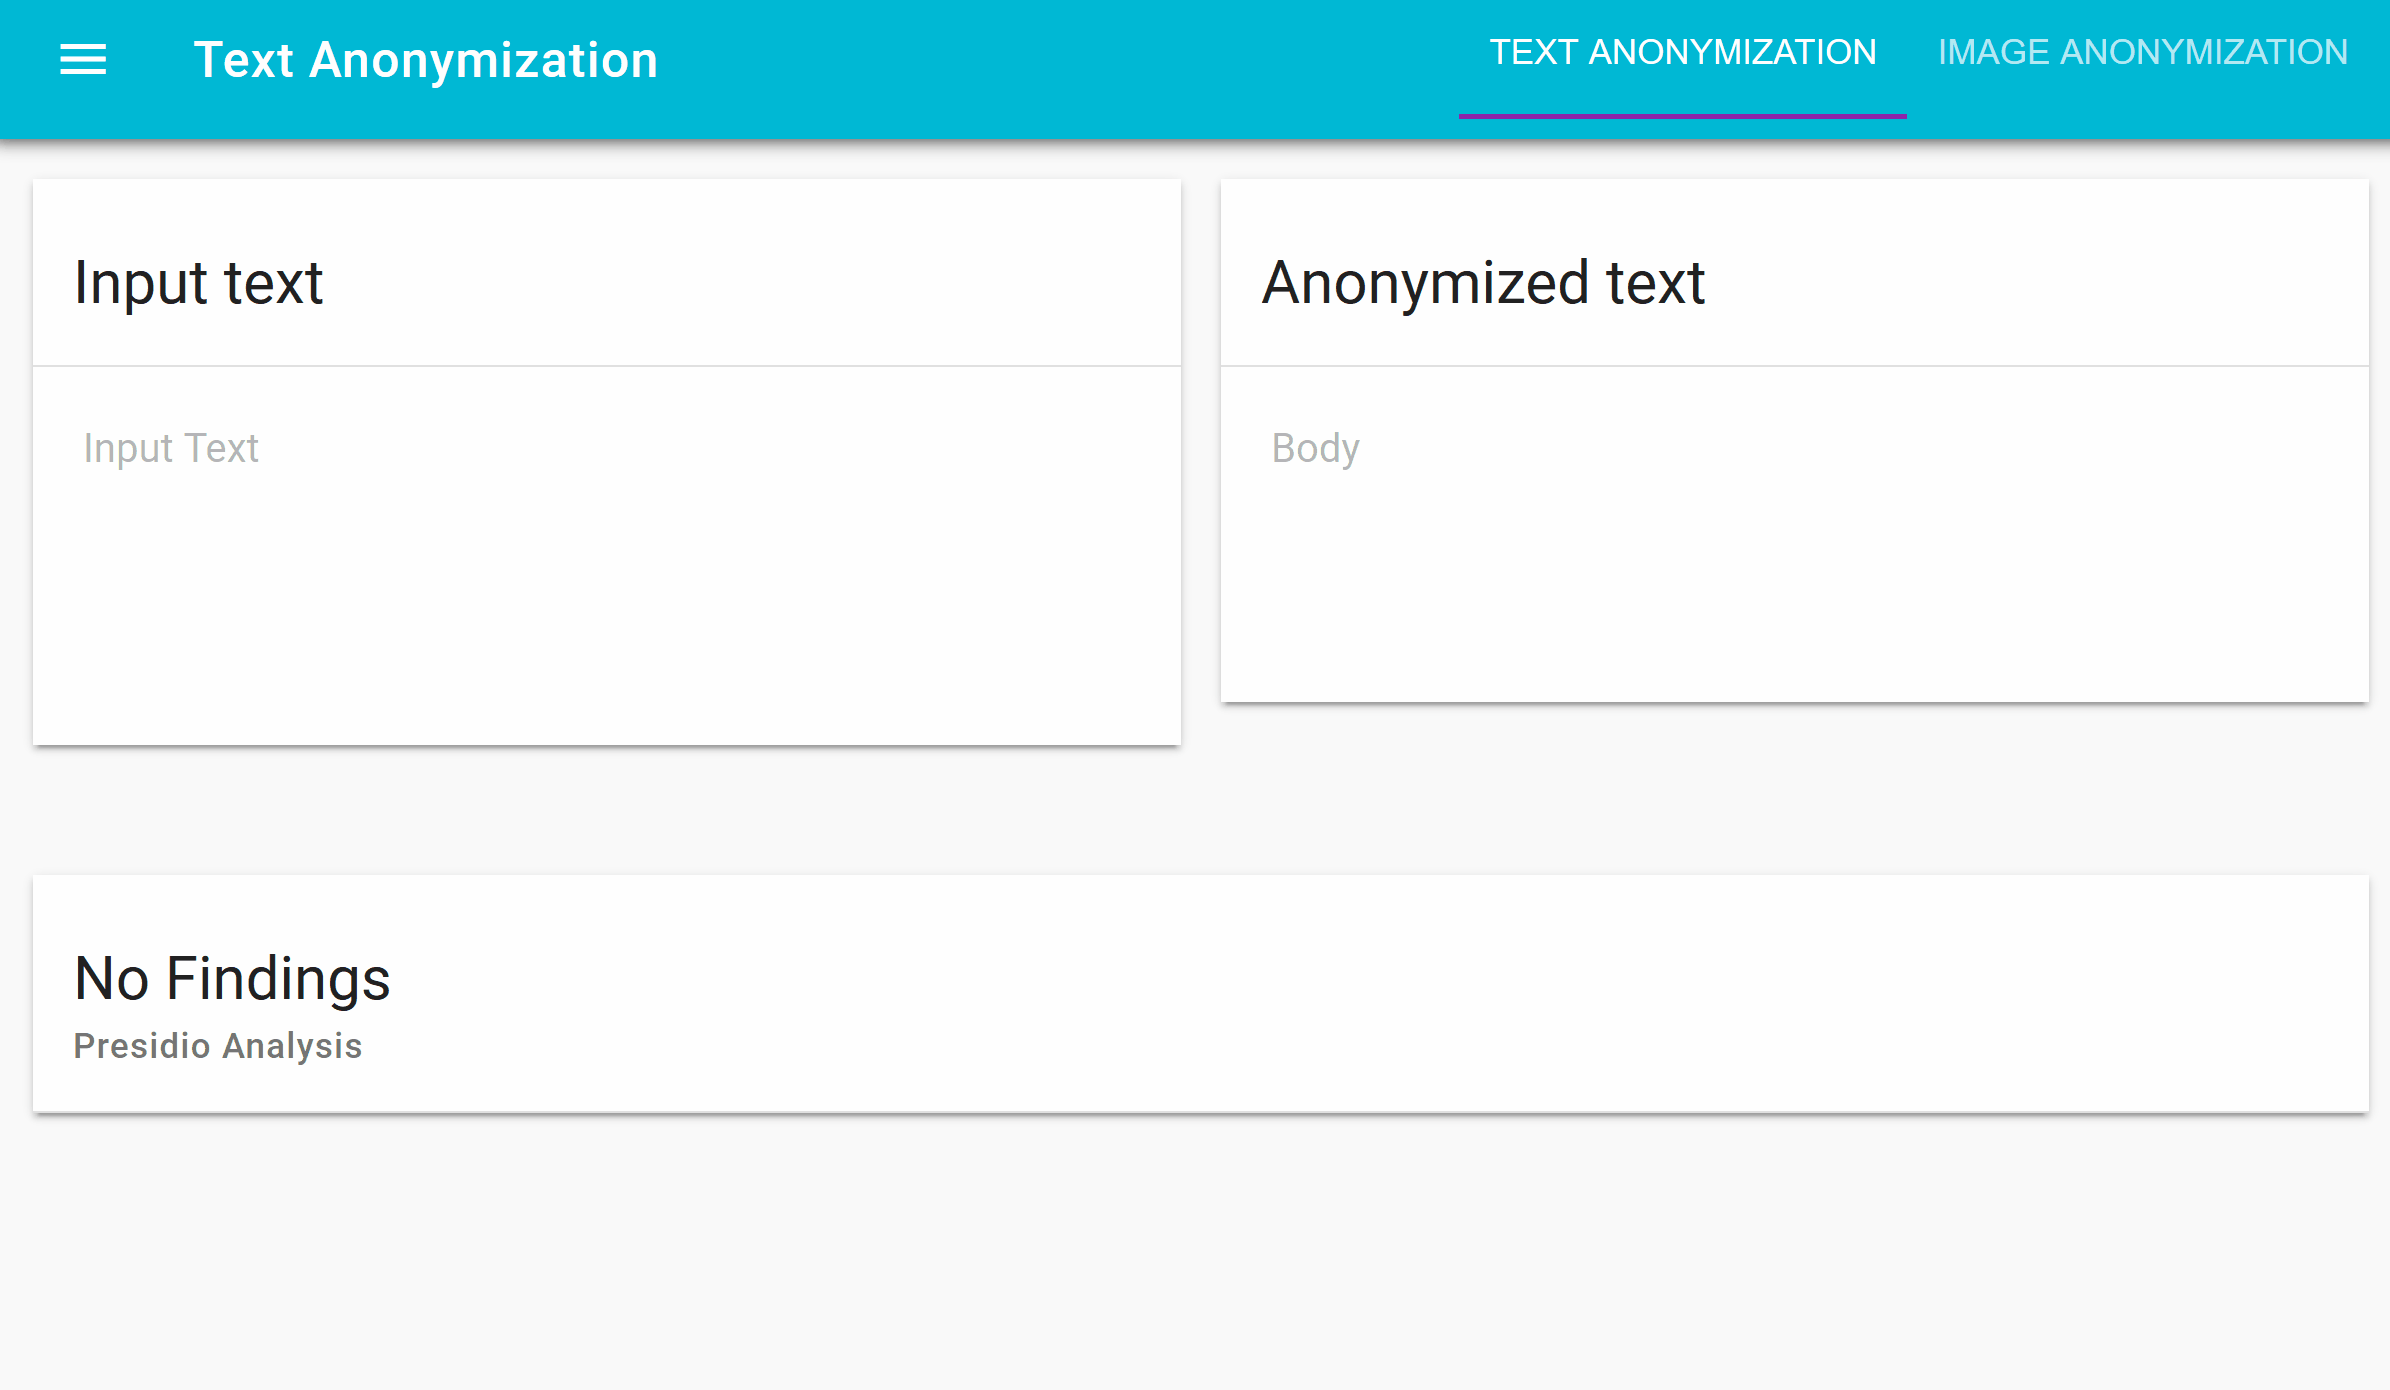 Text Anonymization
TEXT ANONYMIZATION
IMAGE ANONYMIZATION
Input text
Input Text
Anonymized text
Body
No Findings
Presidio Analysis